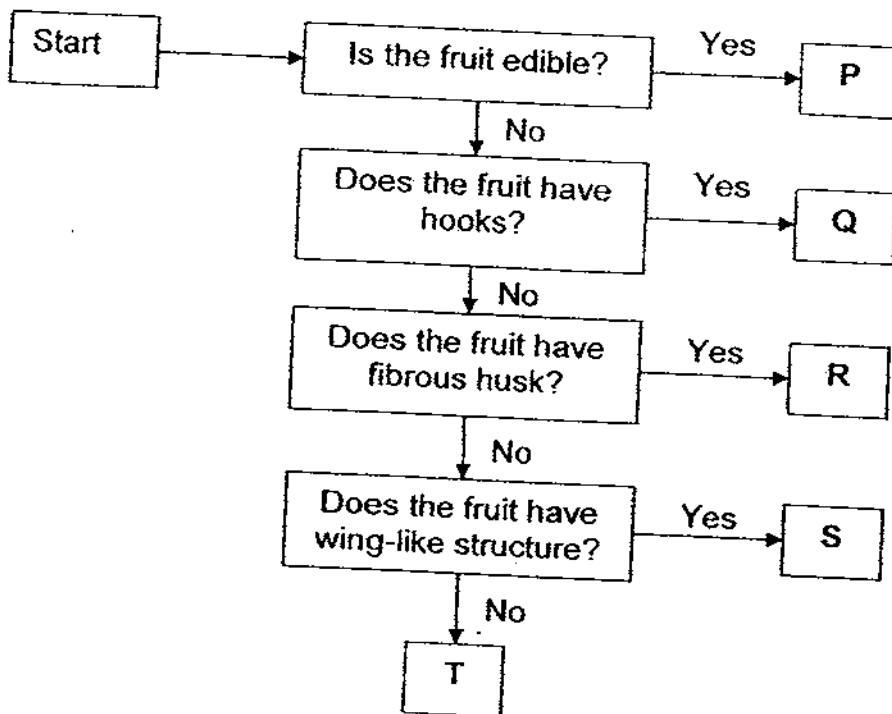 Start
Is the fruit edible?
Yes
P
No
Does the fruit have
hooks?
Yes
Q
No
Does the fruit have
fibrous husk?
Yes
R
No
Does the fruit have
wing-like structure?
Yes
S
No
T